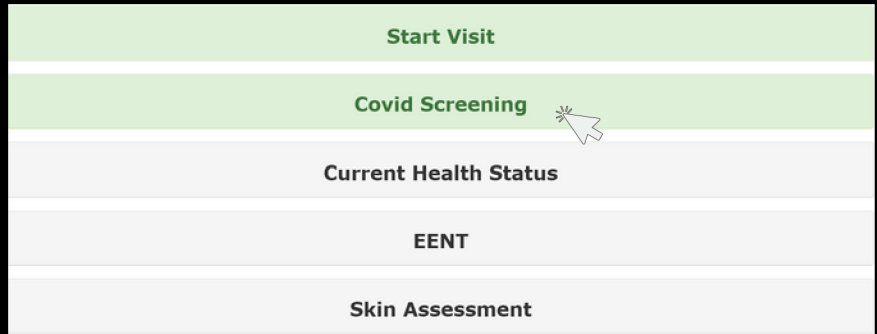 Start Visit
Covid Screening
Current Health Status
EENT
Skin Assessment